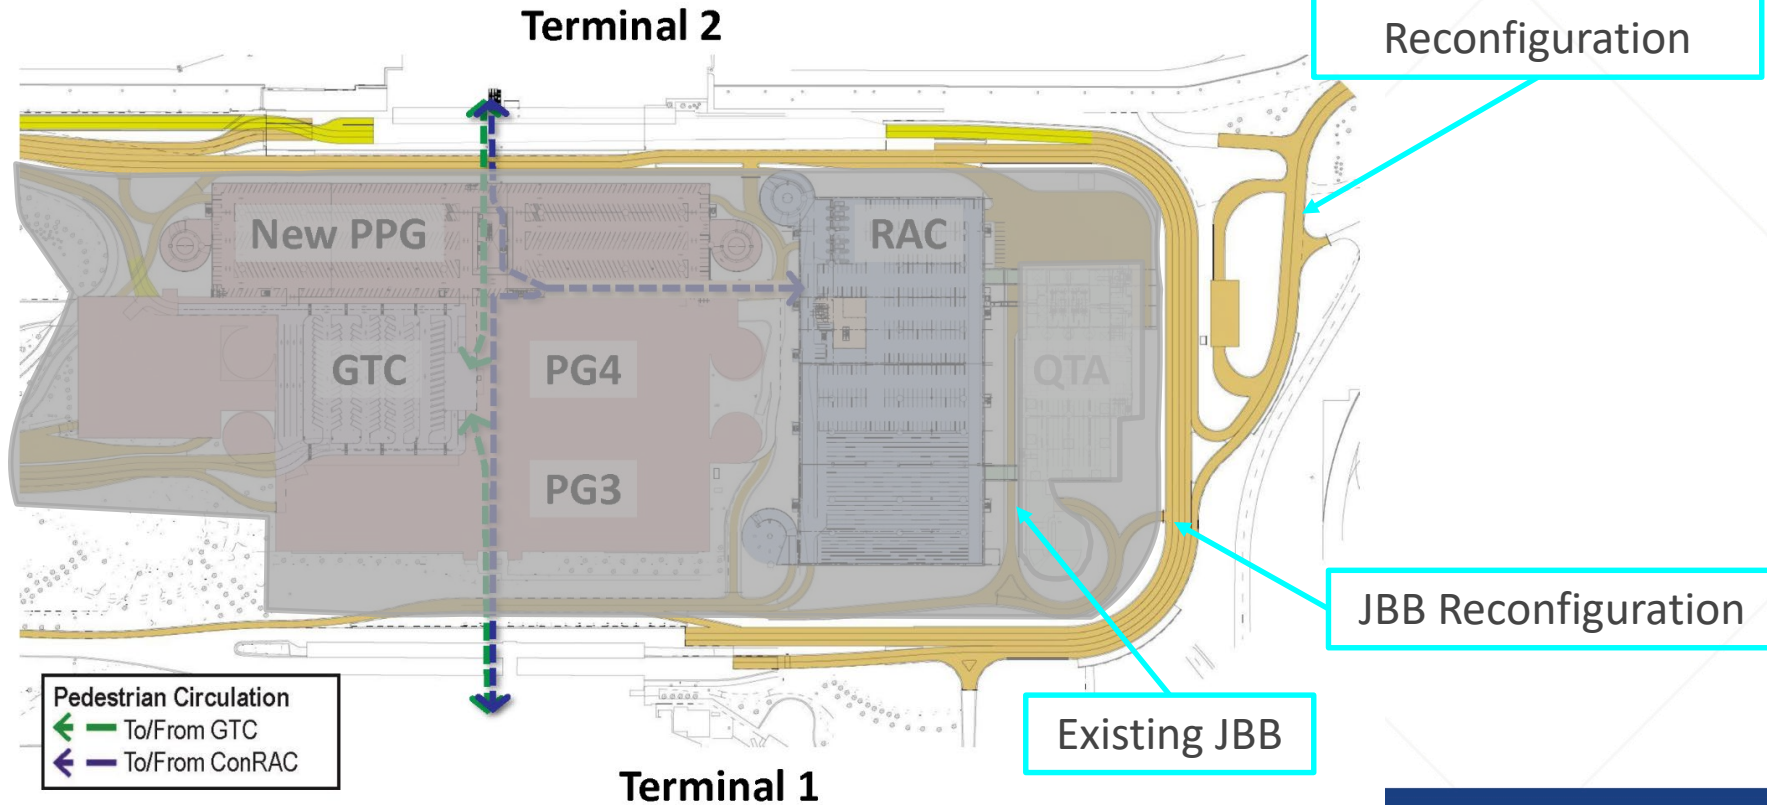 Terminal 2
Reconfiguration
New PPG
RAC
GTC
PG4
QTA
PG3
JBB Reconfiguration
Existing JBB
Pedestrian Circulation
To/From GTC
To/From ConRAC
Terminal 1